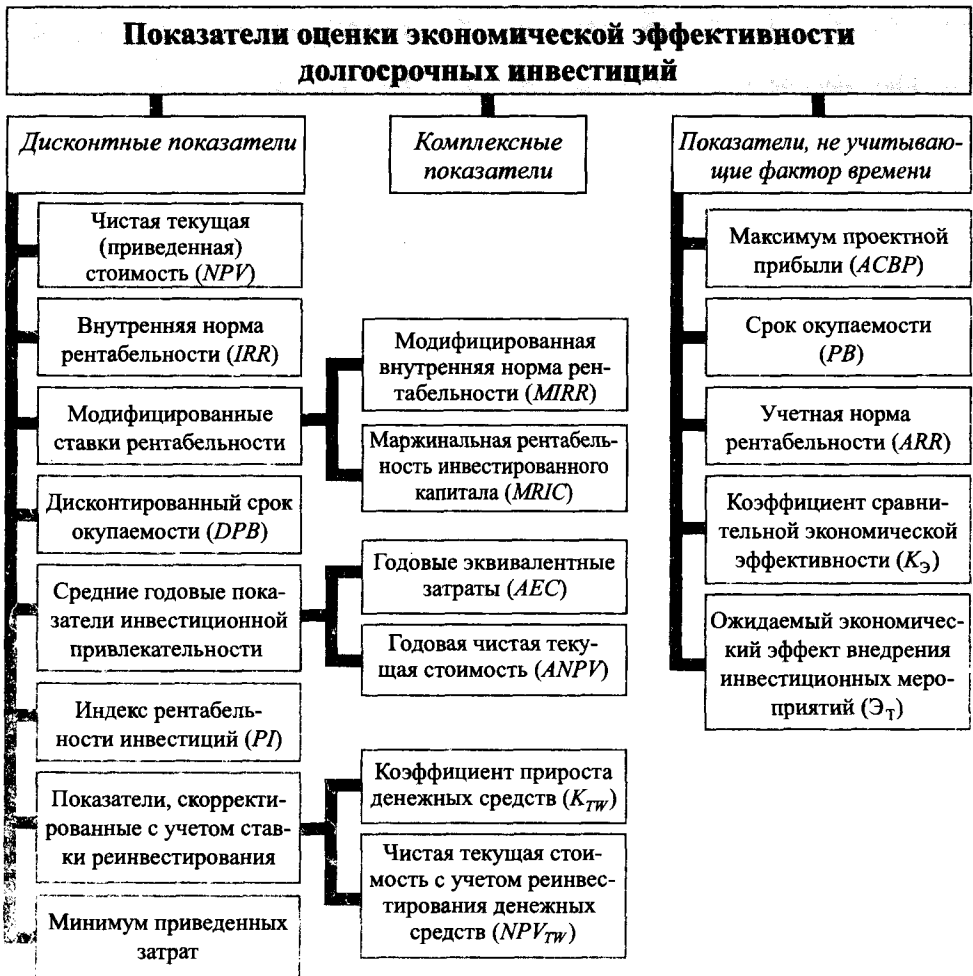 Показатели оценки экономической эффективности
долгосрочных инвестиций
Дисконтные показатели
Комплексные
показатели
Показатели, не учитываю-
щие фактор времени
Чистая текущая
(приведенная)
стоимость (NPV)
Внутренняя норма
рентабельности (IRR)
Модифицированные
ставки рентабельности
Дисконтированный срок
окупаемости (DPB)
Средние годовые пока-
затели инвестиционной
привлекательности
Индекс рентабель-
ности инвестиций (PI)
Показатели, скорректи-
рованные с учетом став-
ки реинвестирования
Минимум приведенных
затрат
Модифицированная
внутренняя норма рен-
табельности (MIRR)
Маржинальная рентабель-
ность инвестированного
капитала (MRIC)
Годовые эквивалентные
затраты (AEC)
Годовая чистая теку-
щая стоимость (ANPV)
Коэффициент прироста
денежных средств (K_TW)
Чистая текущая стои-
мость с учетом реинвес-
тирования денежных
средств (NPV_TW)
Максимум проектной
прибыли (ACBP)
Срок окупаемости
(PB)
Учетная норма
рентабельности (ARR)
Коэффициент сравни-
тельной экономической
эффективности (K_Э)
Ожидаемый экономичес-
кий эффект внедрения
инвестиционных меро-
приятий (Э_Т)